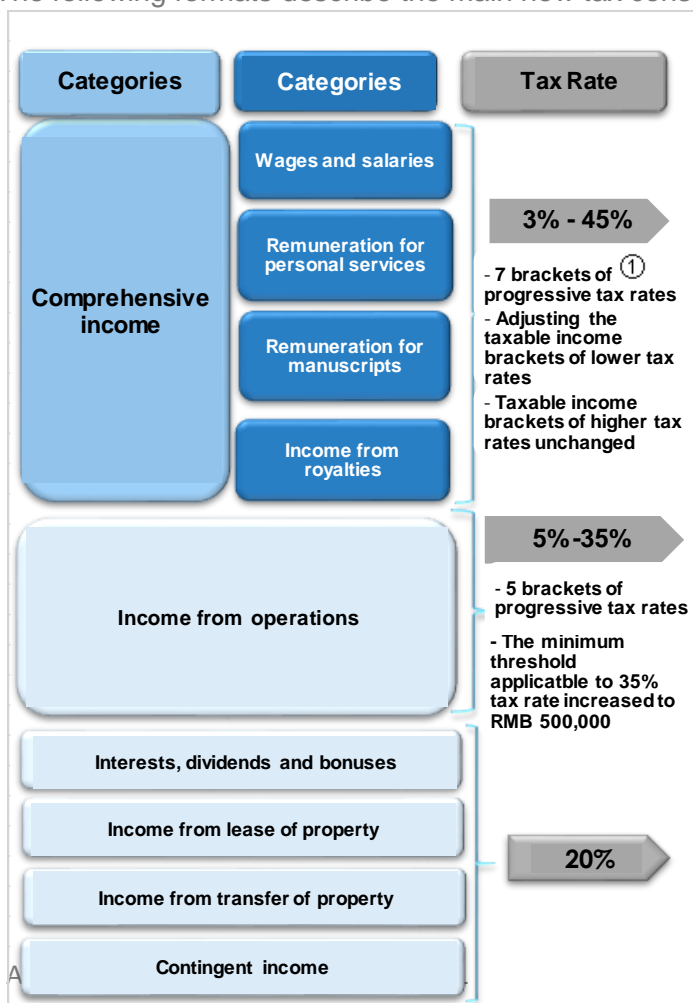 Categories
Categories
Tax Rate
Comprehensive
income
Wages and salaries
Remuneration for
personal services
Remuneration for
manuscripts
Income from
royalties
3% - 45%
- 7 brackets of ①
progressive tax rates
- Adjusting the
taxable income
brackets of lower tax
rates
- Taxable income
brackets of higher tax
rates unchanged
Income from operations
5%-35%
- 5 brackets of
progressive tax rates
- The minimum
threshold
applicatble to 35%
tax rate increased to
RMB 500,000
Interests, dividends and bonuses
Income from lease of property
Income from transfer of property
Contingent income
20%